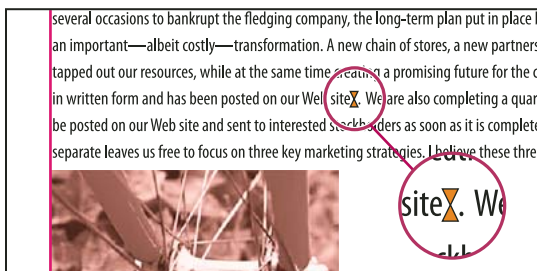 several occasions to bankrupt the fledging company, the long-term plan put in place
an important—albeit costly—transformation. A new chain of stores, a new partners
tapped out our resources, while at the same time creating a promising future for the
in written form and has been posted on our Web site. We are also completing a quar
be posted on our Web site and sent to interested stockholders as soon as it is complete
separate leaves us free to focus on three key marketing strategies. I believe these thre
site. We